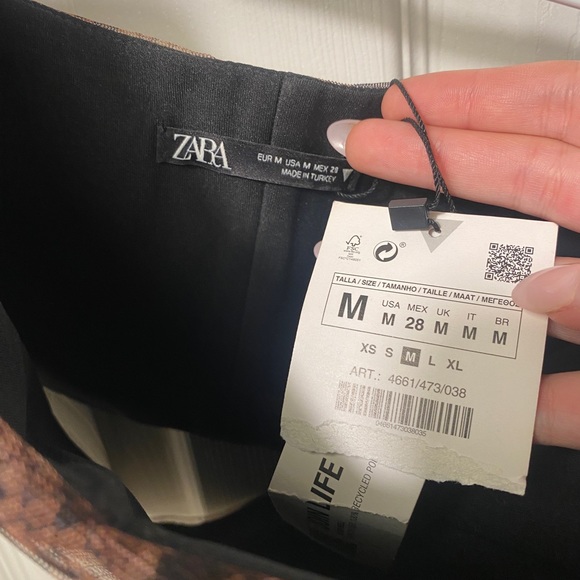 ZARA
EUR M USA M MEX 28
MADE IN TURKEY
TALLA / SIZE / TAMANHO / TAILLE / MAAT / ΜΕΓΕΘΟΣ
M
USA MEX UK IT BR
M 28 M M M
XS S M L XL
ART.: 4661/473/038
LIFE
RECYCLED